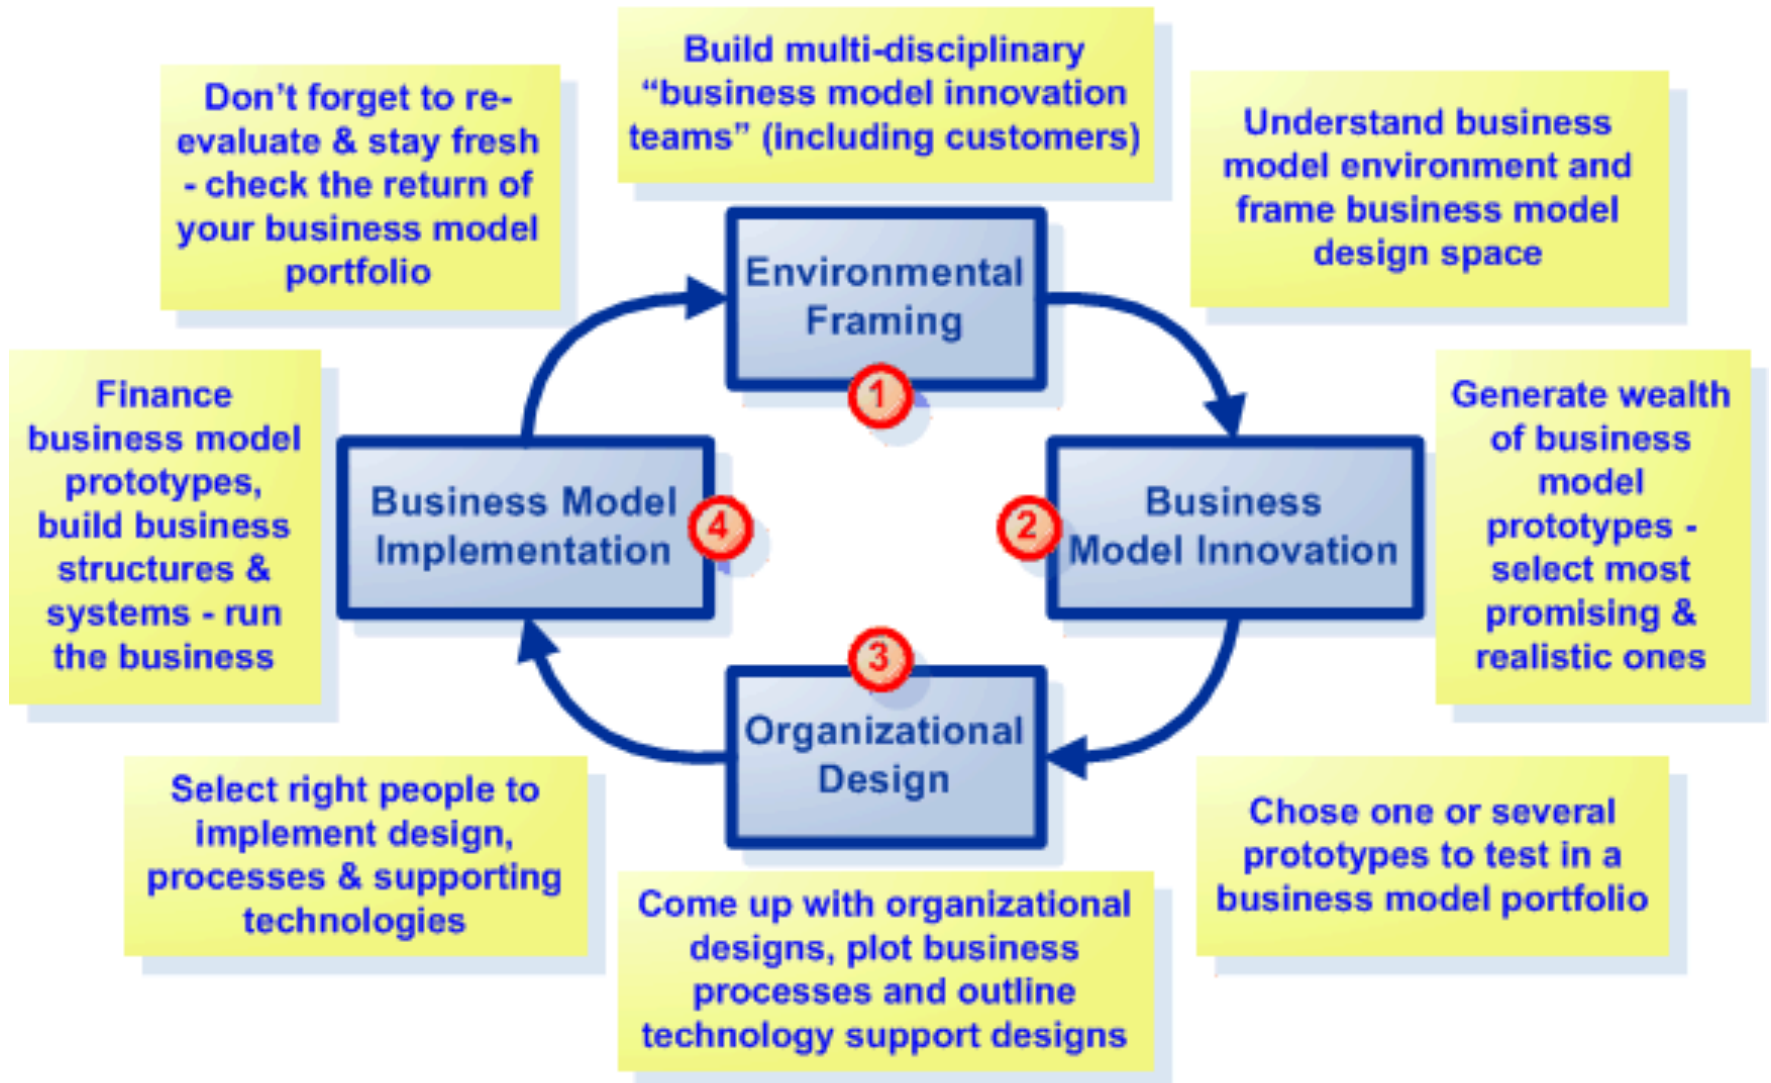 Build multi-disciplinary
“business model innovation
teams” (including customers)
Don’t forget to re-
evaluate & stay fresh
- check the return of
your business model
portfolio
Understand business
model environment and
frame business model
design space
Environmental
Framing
1
Finance
business model
prototypes,
build business
structures &
systems - run
the business
Business Model
Implementation
4
2
Business
Model Innovation
Generate wealth
of business
model
prototypes -
select most
promising &
realistic ones
3
Organizational
Design
Select right people to
implement design,
processes & supporting
technologies
Come up with organizational
designs, plot business
processes and outline
technology support designs
Chose one or several
prototypes to test in a
business model portfolio